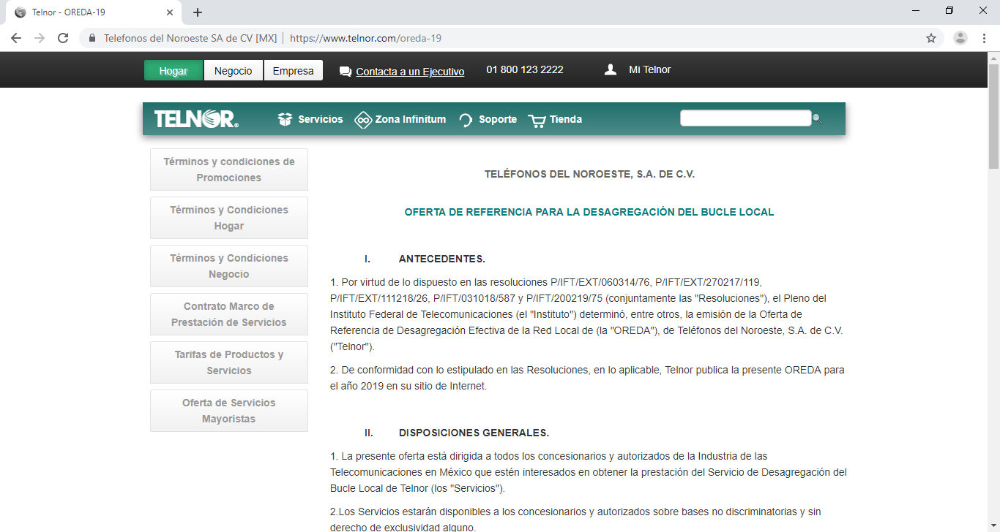 Telnor - OREDA-19
Telefonos del Noroeste SA de CV [MX] | https://www.telnor.com/oreda-19
Hogar Negocio Empresa Contacta a un Ejecutivo 01 800 123 2222 Mi Telnor
TELNOR® Servicios Zona Infinitum Soporte Tienda
Términos y condiciones de
Promociones
Términos y Condiciones
Hogar
Términos y Condiciones
Negocio
Contrato Marco de
Prestación de Servicios
Tarifas de Productos y
Servicios
Oferta de Servicios
Mayoristas
TELÉFONOS DEL NOROESTE, S.A. DE C.V.
OFERTA DE REFERENCIA PARA LA DESAGREGACIÓN DEL BUCLE LOCAL
I. ANTECEDENTES.
1. Por virtud de lo dispuesto en las resoluciones P/IFT/EXT/060314/76, P/IFT/EXT/270217/119,
P/IFT/EXT/111218/26, P/IFT/031018/587 y P/IFT/200219/75 (conjuntamente las "Resoluciones"), el Pleno del
Instituto Federal de Telecomunicaciones (el "Instituto") determinó, entre otros, la emisión de la Oferta de
Referencia de Desagregación Efectiva de la Red Local de (la "OREDA"), de Teléfonos del Noroeste, S.A. de C.V.
("Telnor").
2. De conformidad con lo estipulado en las Resoluciones, en lo aplicable, Telnor publica la presente OREDA para
el año 2019 en su sitio de Internet.
II. DISPOSICIONES GENERALES.
1. La presente oferta está dirigida a todos los concesionarios y autorizados de la Industria de las
Telecomunicaciones en México que estén interesados en obtener la prestación del Servicio de Desagregación del
Bucle Local de Telnor (los "Servicios").
2.Los Servicios estarán disponibles a los concesionarios y autorizados sobre bases no discriminatorias y sin
derecho de exclusividad alguno.